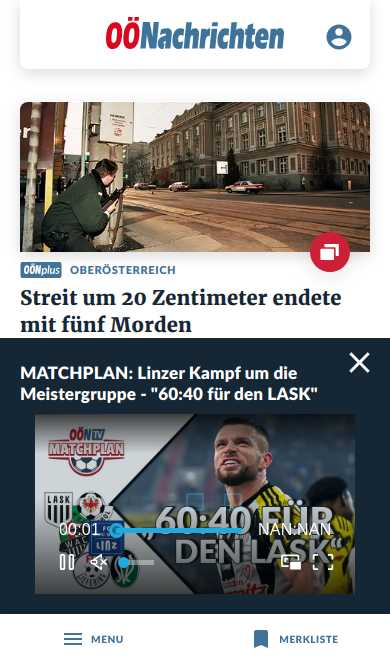 OÖNachrichten
OÖNplus OBERÖSTERREICH
Streit um 20 Zentimeter endete
mit fünf Morden
MATCHPLAN: Linzer Kampf um die
Meistergruppe - "60:40 für den LASK"
OÖN TV
MATCHPLAN
LASK
LINZ
„60:40 FÜR
DEN LASK“
00:01
NAN:NAN
MENU
MERKLISTE